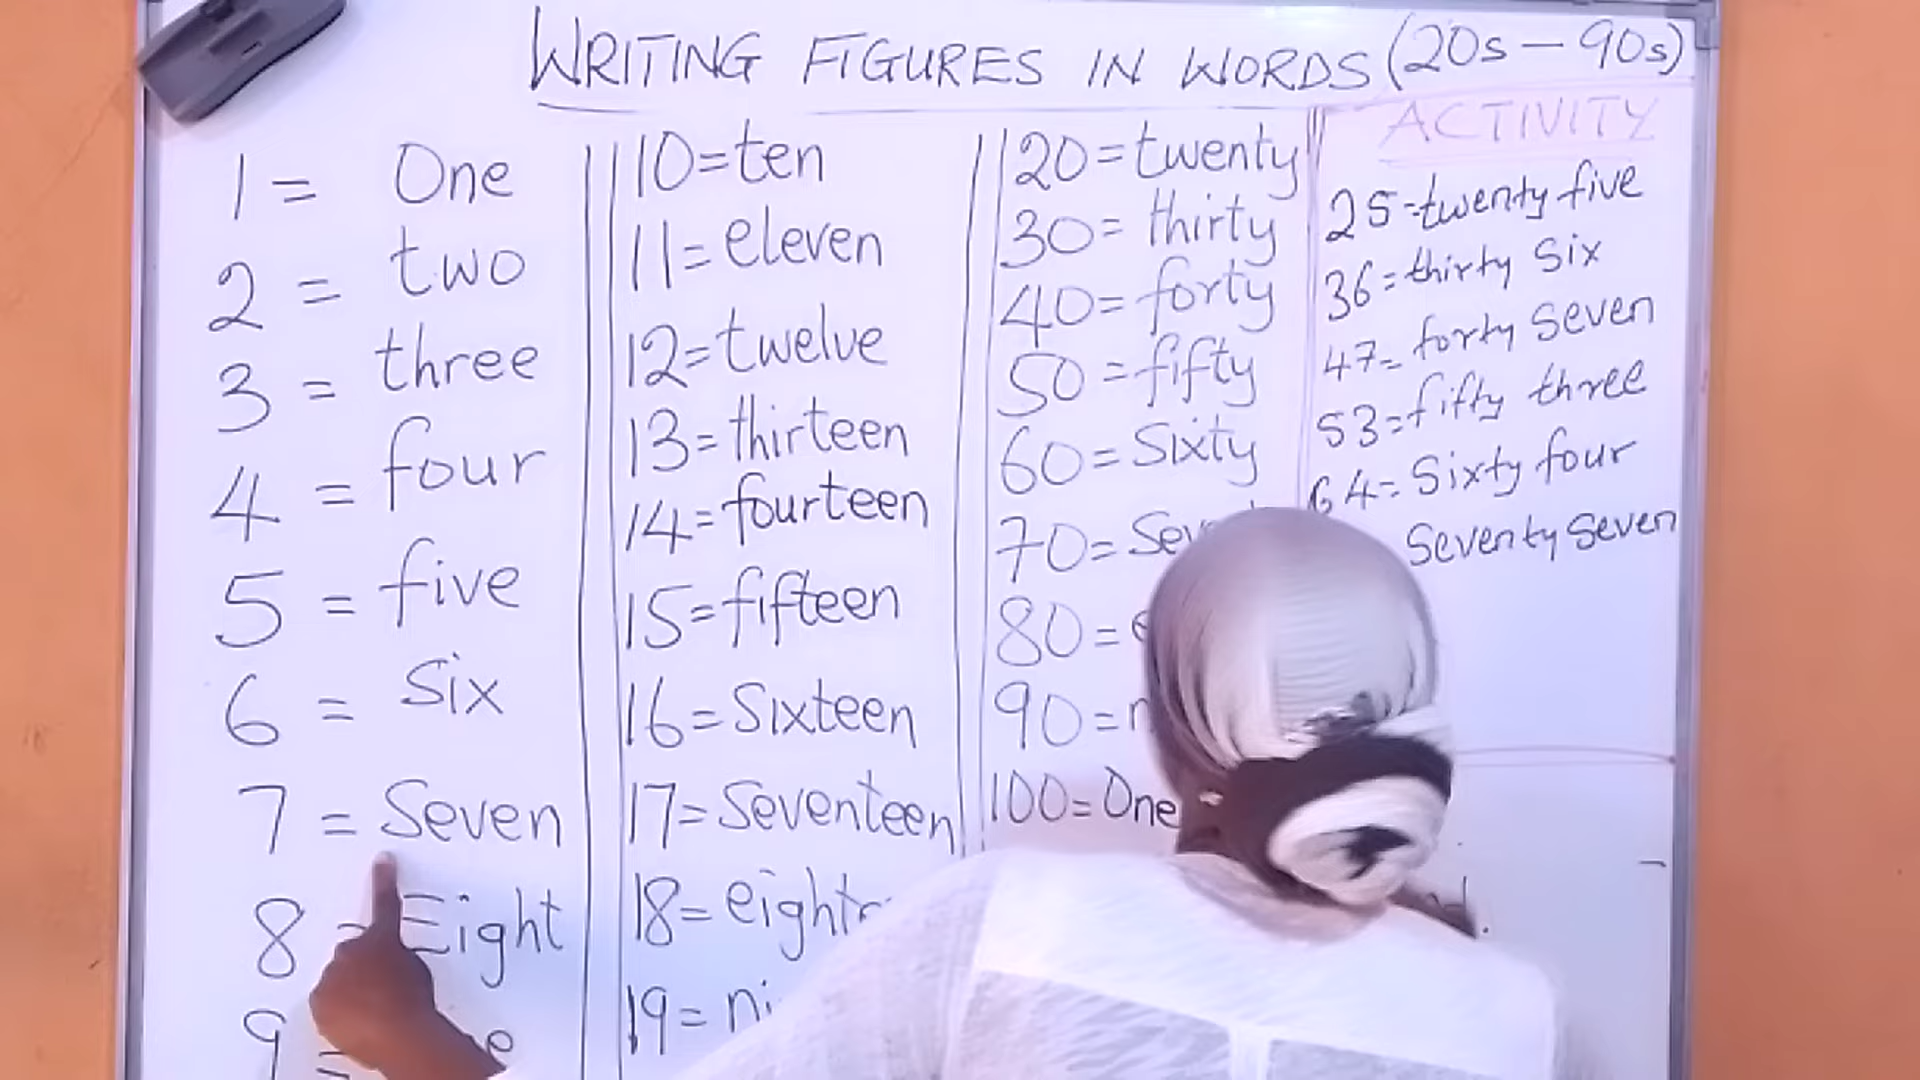 WRITING FIGURES IN WORDS (20s - 90s)
1 = One
2 = two
3 = three
4 = four
5 = five
6 = six
7 = Seven
8 = Eight
9 =
10 = ten
11 = eleven
12 = twelve
13 = thirteen
14 = fourteen
15 = fifteen
16 = Sixteen
17 = Seventeen
18 =
19 =
20 = twenty
30 = thirty
40 = forty
50 = fifty
60 = Sixty
70 =
80 =
90 =
100 = One
ACTIVITY
25 - twenty five
36 = thirty six
47 = forty seven
53 = fifty three
64 = Sixty four
Seventy Seven